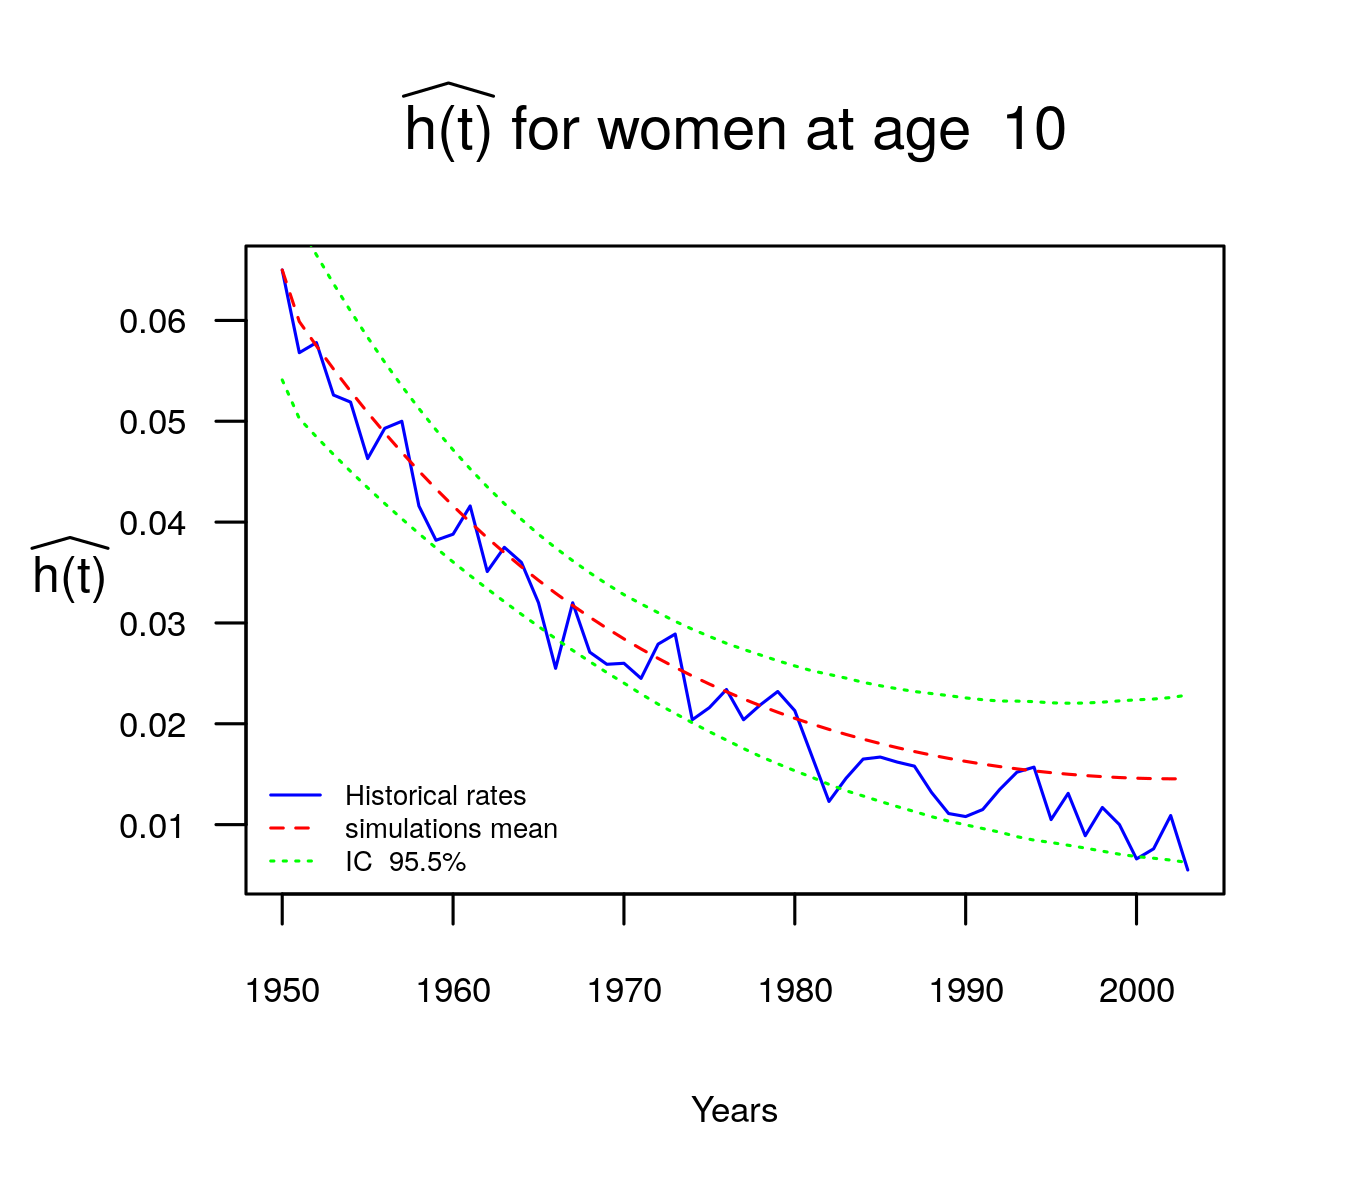 h(t) for women at age 10
0.06
0.05
0.04
0.03
0.02
0.01
h(t)
Historical rates
simulations mean
IC 95.5%
1950 1960 1970 1980 1990 2000
Years